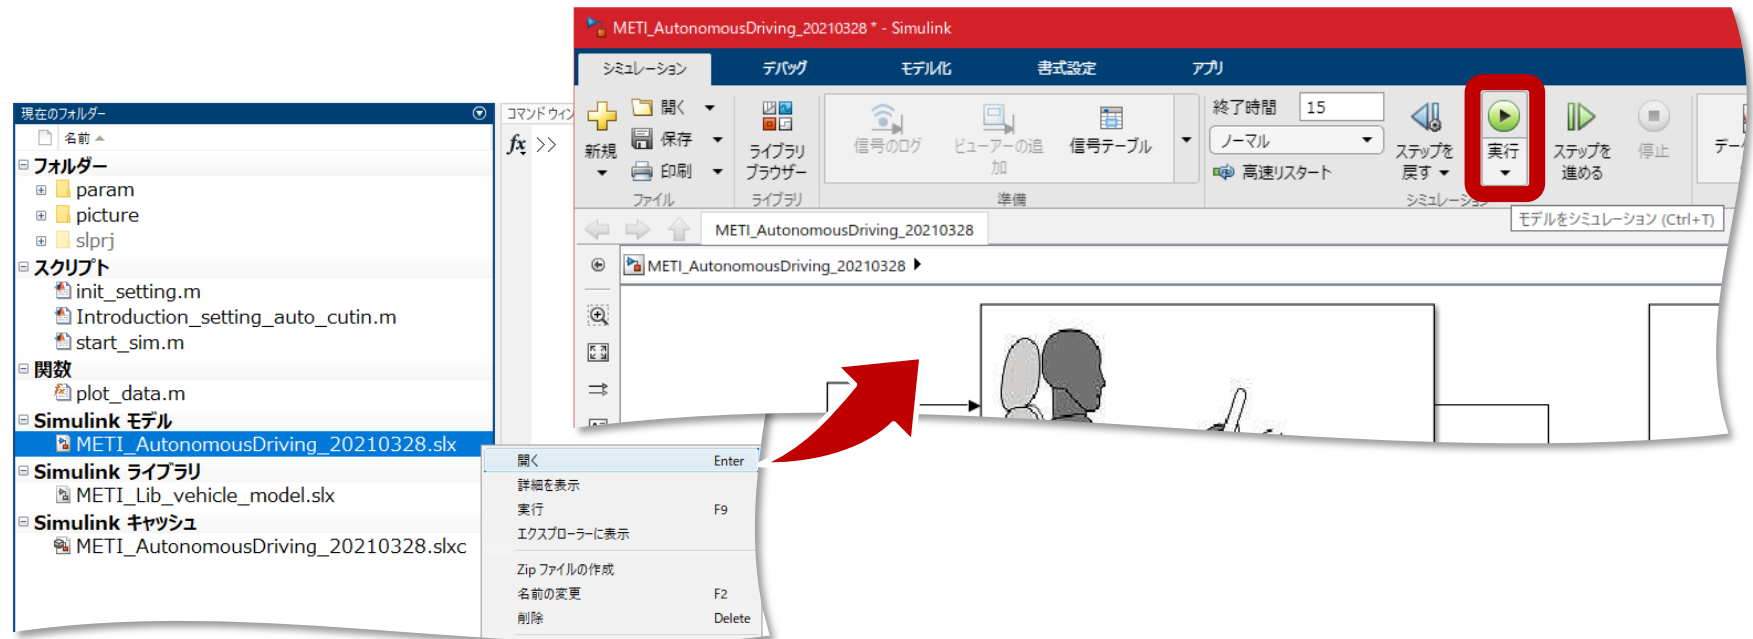 METI_AutonomousDriving_20210328 * - Simulink
シミュレーション デバッグ モデル化 書式設定 アプリ
新規
開く
保存
印刷
ファイル
ライブラリ
ブラウザー
ライブラリ
信号のログ
ビューアーの追
加
信号テーブル
準備
終了時間 15
ノーマル
高速リスタート
ステップを
戻す
実行
ステップを
進める
停止
シミュレーション
モデルをシミュレーション (Ctrl+T)
METI_AutonomousDriving_20210328
METI_AutonomousDriving_20210328
現在のフォルダー
名前
フォルダー
param
picture
slprj
スクリプト
init_setting.m
Introduction_setting_auto_cutin.m
start_sim.m
関数
plot_data.m
Simulink モデル
METI_AutonomousDriving_20210328.slx
Simulink ライブラリ
METI_Lib_vehicle_model.slx
Simulink キャッシュ
METI_AutonomousDriving_20210328.slxc
コマンド ウィン
fx >>
開く Enter
詳細を表示
実行 F9
エクスプローラーに表示
Zip ファイルの作成
名前の変更 F2
削除 Delete